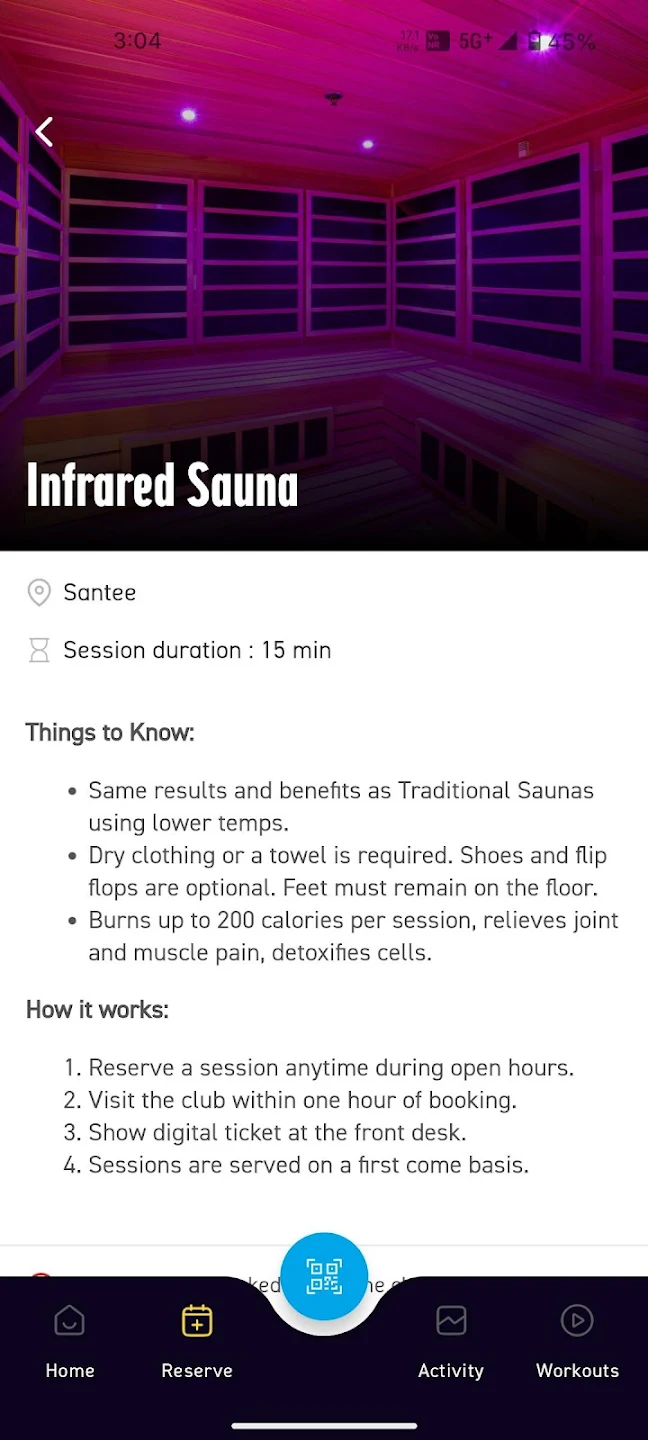 3:04
17.1 KB/s Vo NR 5G+ 45%
Infrared Sauna
Santee
Session duration : 15 min
Things to Know:
• Same results and benefits as Traditional Saunas
using lower temps.
• Dry clothing or a towel is required. Shoes and flip
flops are optional. Feet must remain on the floor.
• Burns up to 200 calories per session, relieves joint
and muscle pain, detoxifies cells.
How it works:
1. Reserve a session anytime during open hours.
2. Visit the club within one hour of booking.
3. Show digital ticket at the front desk.
4. Sessions are served on a first come basis.
Home Reserve Activity Workouts